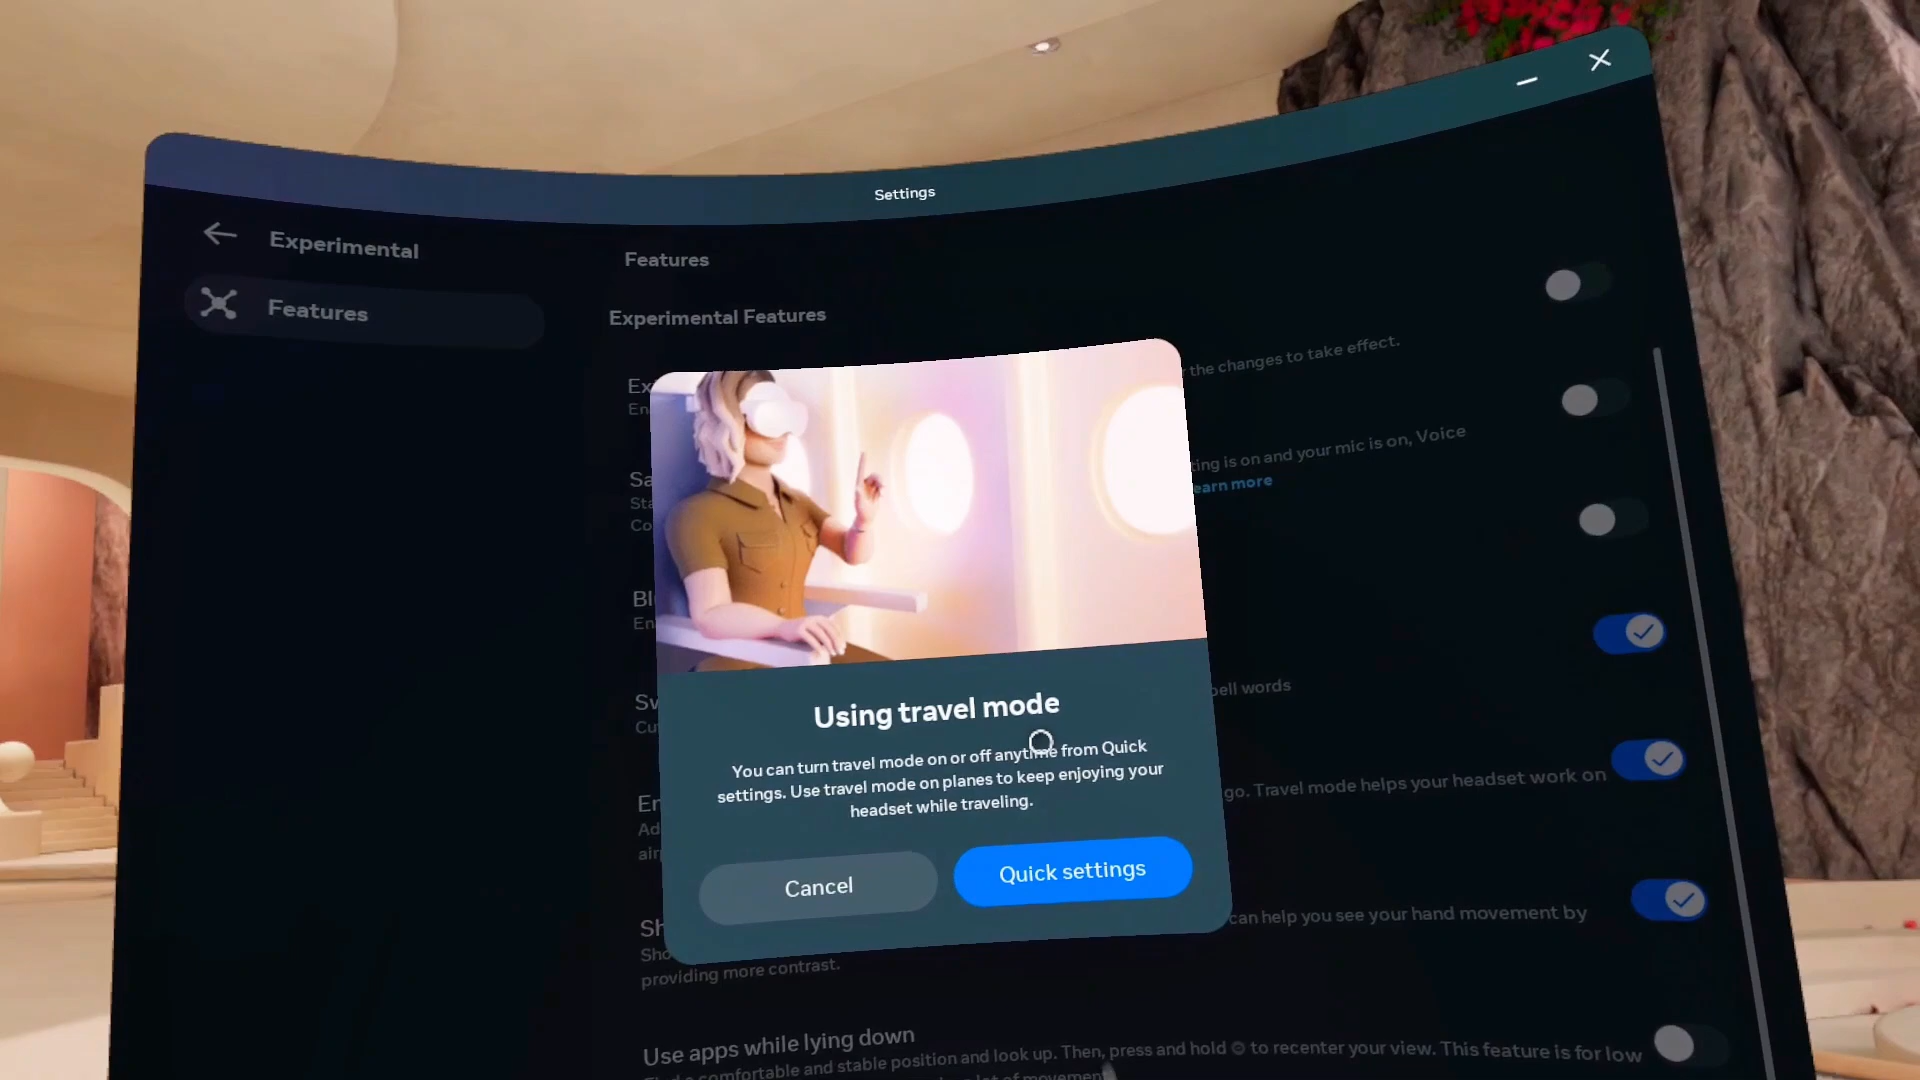 Settings
Experimental
Features
Features
Experimental Features
the changes to take effect.
ting is on and your mic is on, Voice
earn more
pell words
Using travel mode
You can turn travel mode on or off anytime from Quick
settings. Use travel mode on planes to keep enjoying your
headset while traveling.
go. Travel mode helps your headset work on
Cancel
Quick settings
can help you see your hand movement by
providing more contrast.
Use apps while lying down
comfortable and stable position and look up. Then, press and hold to recenter your view. This feature is for low
lot of movement